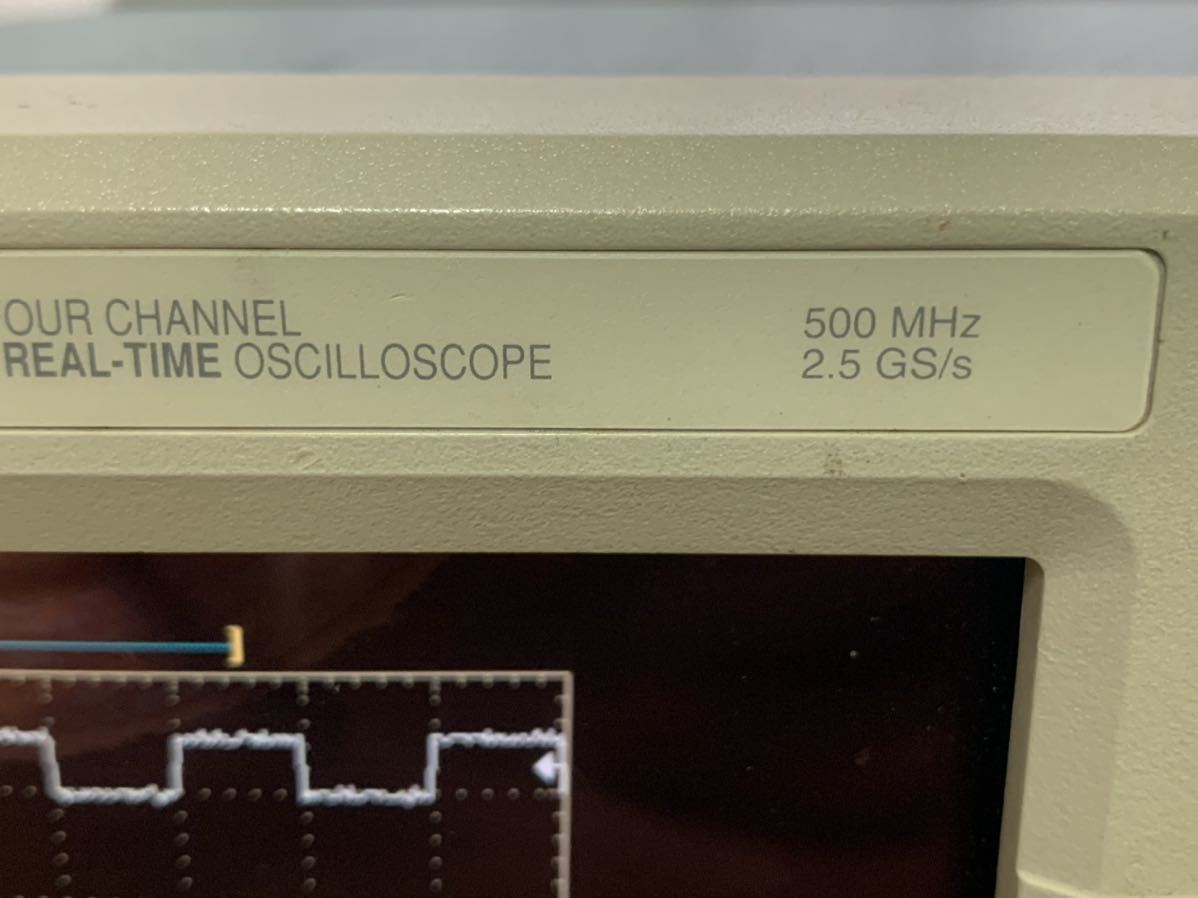 OUR CHANNEL
REAL-TIME OSCILLOSCOPE
500 MHz
2.5 GS/s